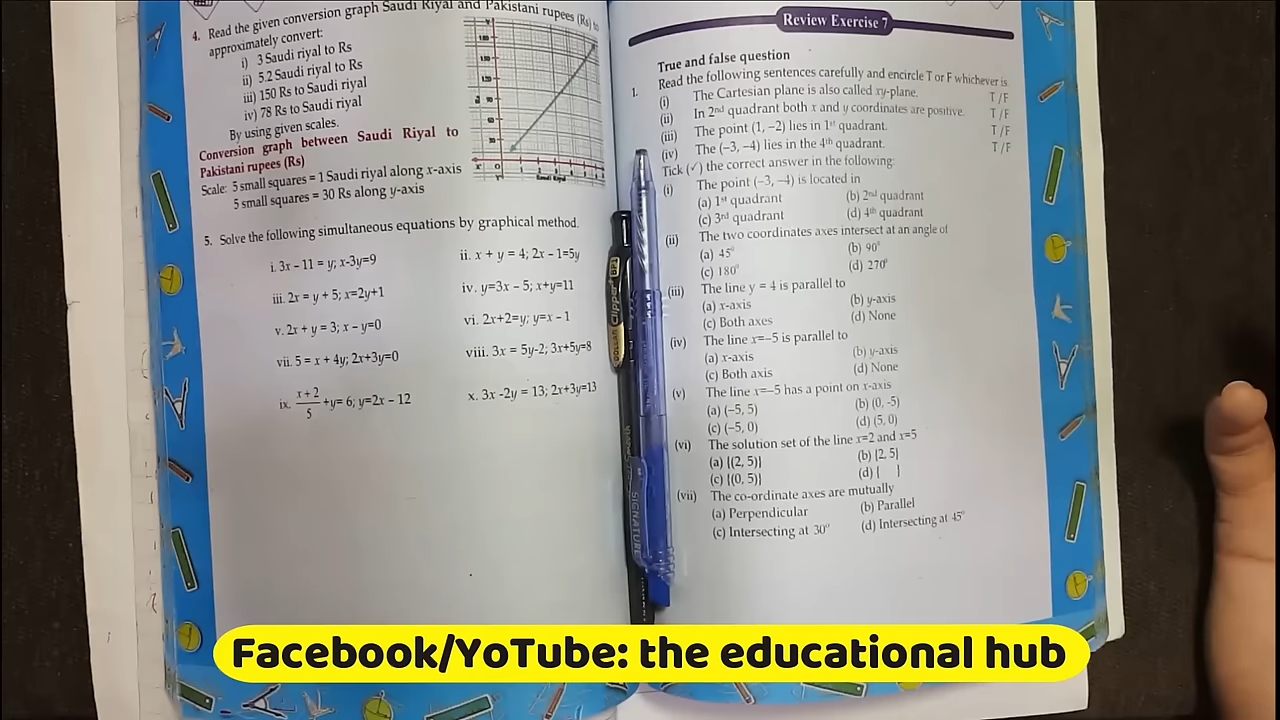 4. Read the given conversion graph Saudi Riyal and Pakistani rupees (Rs) to
approximately convert:
i) 3 Saudi riyal to Rs
ii) 5.2 Saudi riyal to Rs
iii) 150 Rs to Saudi riyal
iv) 78 Rs to Saudi riyal
By using given scales.
Conversion graph between Saudi Riyal to
Pakistani rupees (Rs)
Scale: 5 small squares = 1 Saudi riyal along x-axis
5 small squares = 30 Rs along y-axis
Saudi Riyal
5. Solve the following simultaneous equations by graphical method.
i. 3x - 11 = y; x-3y=9
ii. x + y = 4; 2x - 1=5y
iii. 2x = y + 5; x=2y+1
iv. y=3x - 5; x+y=11
v. 2x + y = 3; x - y=0
vi. 2x+2=y; y=x - 1
vii. 5 = x + 4y; 2x+3y=0
viii. 3x = 5y-2; 3x+5y=8
ix. x + 2 / 5 +y= 6; y=2x - 12
x. 3x -2y = 13; 2x+3y=13
Review Exercise 7
True and false question
1. Read the following sentences carefully and encircle T or F whichever is
(i) The Cartesian plane is also called xy-plane. T/F
(ii) In 2nd quadrant both x and y coordinates are positive. T/F
(iii) The point (1, −2) lies in 1st quadrant. T/F
(iv) The (−3, −4) lies in the 4th quadrant. T/F
Tick (✓) the correct answer in the following:
(i) The point (−3, −4) is located in
(a) 1st quadrant (b) 2nd quadrant
(c) 3rd quadrant (d) 4th quadrant
(ii) The two coordinates axes intersect at an angle of
(a) 45° (b) 90°
(c) 180° (d) 270°
(iii) The line y = 4 is parallel to
(a) x-axis (b) y-axis
(c) Both axes (d) None
(iv) The line x=−5 is parallel to
(a) x-axis (b) y-axis
(c) Both axis (d) None
(v) The line x=−5 has a point on x-axis
(a) (−5, 5) (b) (0, -5)
(c) (−5, 0) (d) (5, 0)
(vi) The solution set of the line x=2 and x=5
(a) {(2, 5)} (b) {2, 5}
(c) {(0, 5)} (d) { }
(vii) The co-ordinate axes are mutually
(a) Perpendicular (b) Parallel
(c) Intersecting at 30° (d) Intersecting at 45°
DOLLAR Clipper
SIGNATURE
Facebook/YoTube: the educational hub